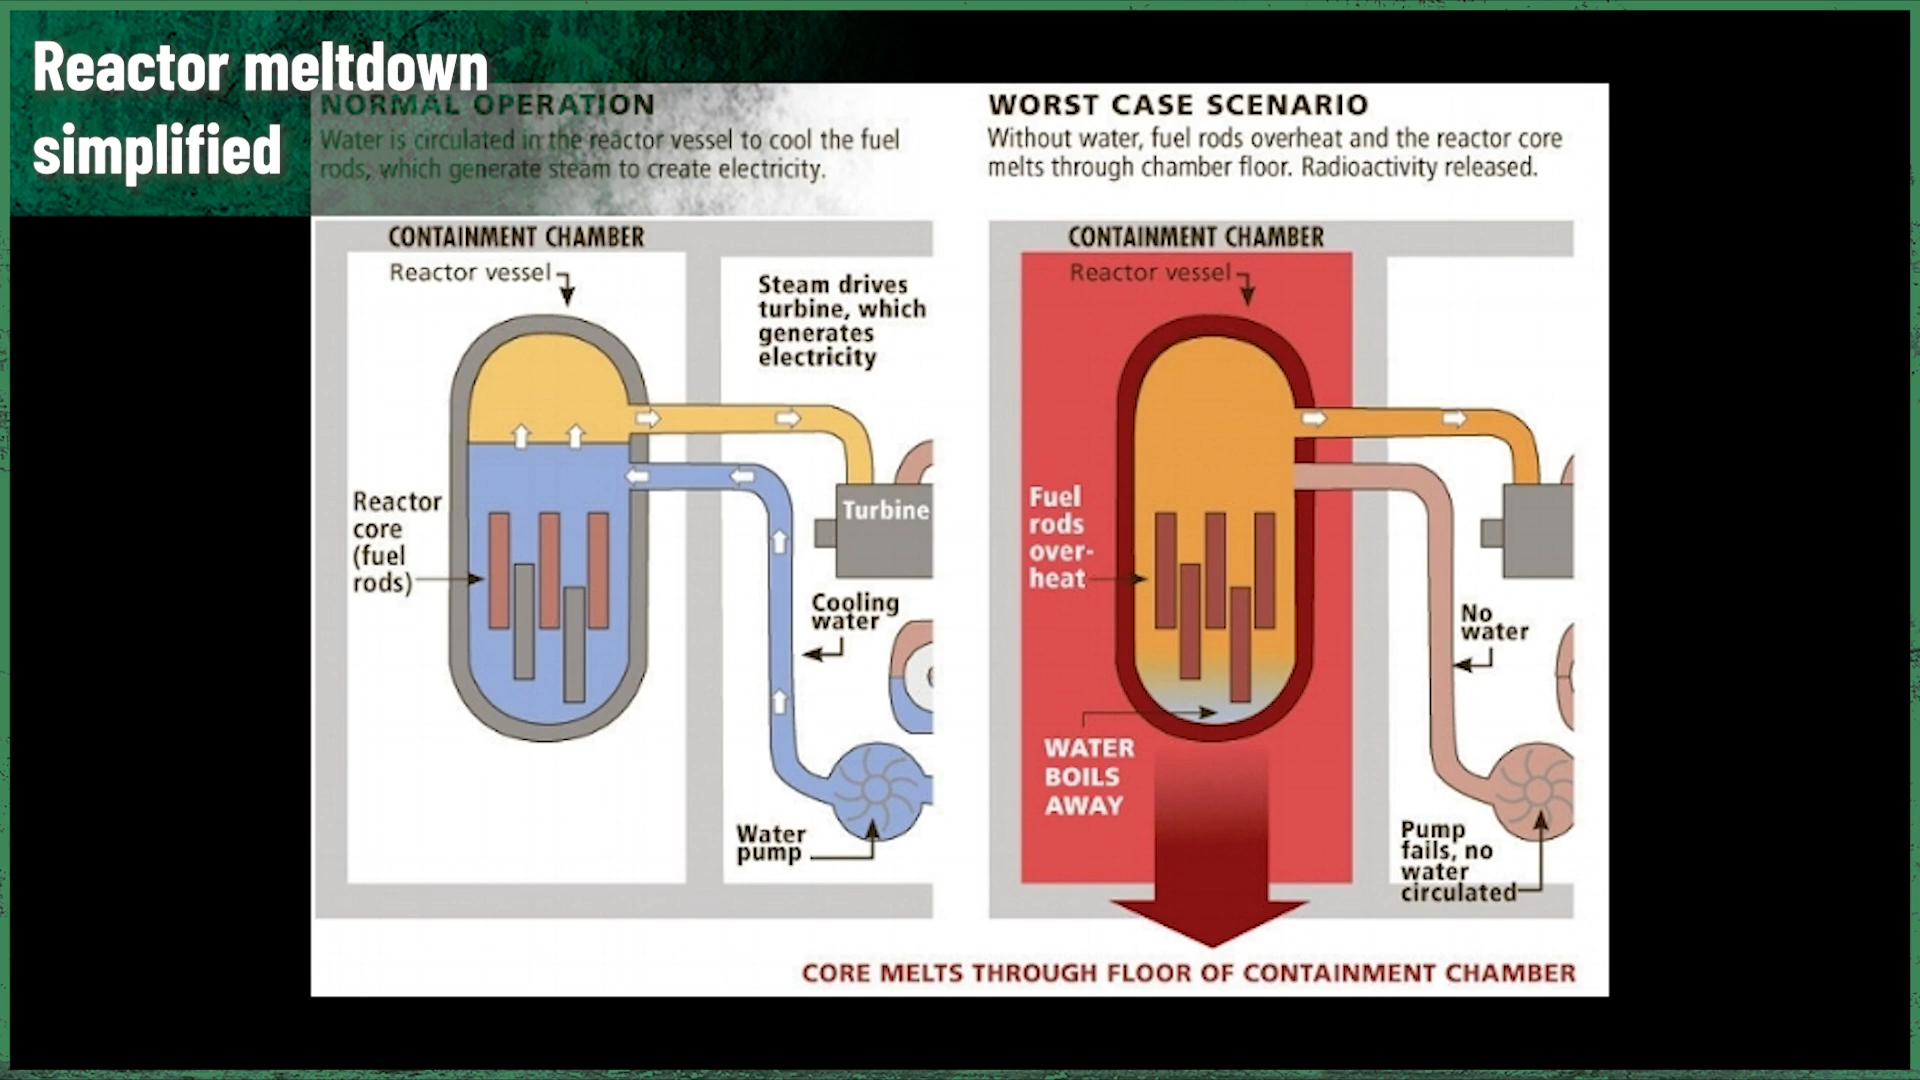 Reactor meltdown
simplified
NORMAL OPERATION
Water is circulated in the reactor vessel to cool the fuel
rods, which generate steam to create electricity.
CONTAINMENT CHAMBER
Reactor vessel
Steam drives
turbine, which
generates
electricity
Reactor
core
(fuel
rods)
Turbine
Cooling
water
Water
pump
WORST CASE SCENARIO
Without water, fuel rods overheat and the reactor core
melts through chamber floor. Radioactivity released.
CONTAINMENT CHAMBER
Reactor vessel
Fuel
rods
over-
heat
No
water
WATER
BOILS
AWAY
Pump
fails, no
water
circulated
CORE MELTS THROUGH FLOOR OF CONTAINMENT CHAMBER